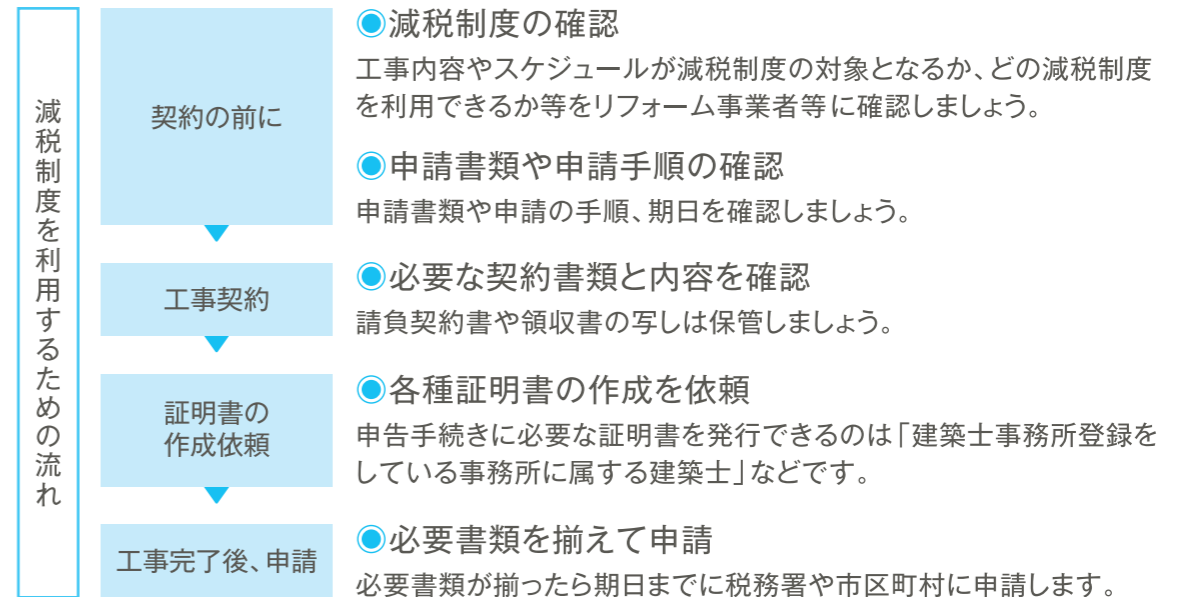 減税制度を利用するための流れ
契約の前に
◉減税制度の確認
工事内容やスケジュールが減税制度の対象となるか、どの減税制度
を利用できるか等をリフォーム事業者等に確認しましょう。
◉申請書類や申請手順の確認
申請書類や申請の手順、期日を確認しましょう。
工事契約
◉必要な契約書類と内容を確認
請負契約書や領収書の写しは保管しましょう。
証明書の
作成依頼
◉各種証明書の作成を依頼
申告手続きに必要な証明書を発行できるのは「建築士事務所登録を
している事務所に属する建築士」などです。
工事完了後、申請
◉必要書類を揃えて申請
必要書類が揃ったら期日までに税務署や市区町村に申請します。